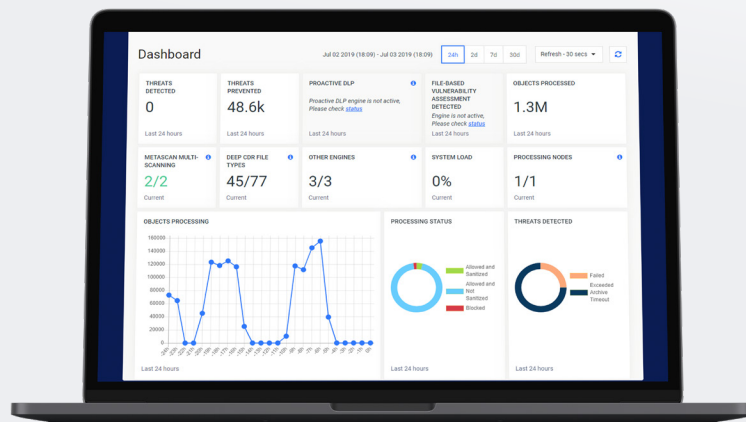 Dashboard
Jul 02 2019 (18:09) - Jul 03 2019 (18:09)
24h
2d
7d
30d
Refresh - 30 secs
THREATS
DETECTED
0
Last 24 hours
THREATS
PREVENTED
48.6k
Last 24 hours
PROACTIVE DLP
Proactive DLP engine is not active,
Please check status
FILE-BASED
VULNERABILITY
ASSESSMENT
DETECTED
Engine is not active,
Please check status
Last 24 hours
OBJECTS PROCESSED
1.3M
Last 24 hours
METASCAN MULTI-
SCANNING
2/2
Current
DEEP CDR FILE
TYPES
45/77
Current
OTHER ENGINES
3/3
Current
SYSTEM LOAD
0%
Current
PROCESSING NODES
1/1
Current
OBJECTS PROCESSING
160000
140000
120000
100000
80000
60000
40000
20000
0
Last 24 hours
PROCESSING STATUS
Allowed and
Sanitized
Allowed and
Not
Sanitized
Blocked
Last 24 hours
THREATS DETECTED
Failed
Exceeded
Archive
Timeout
Last 24 hours